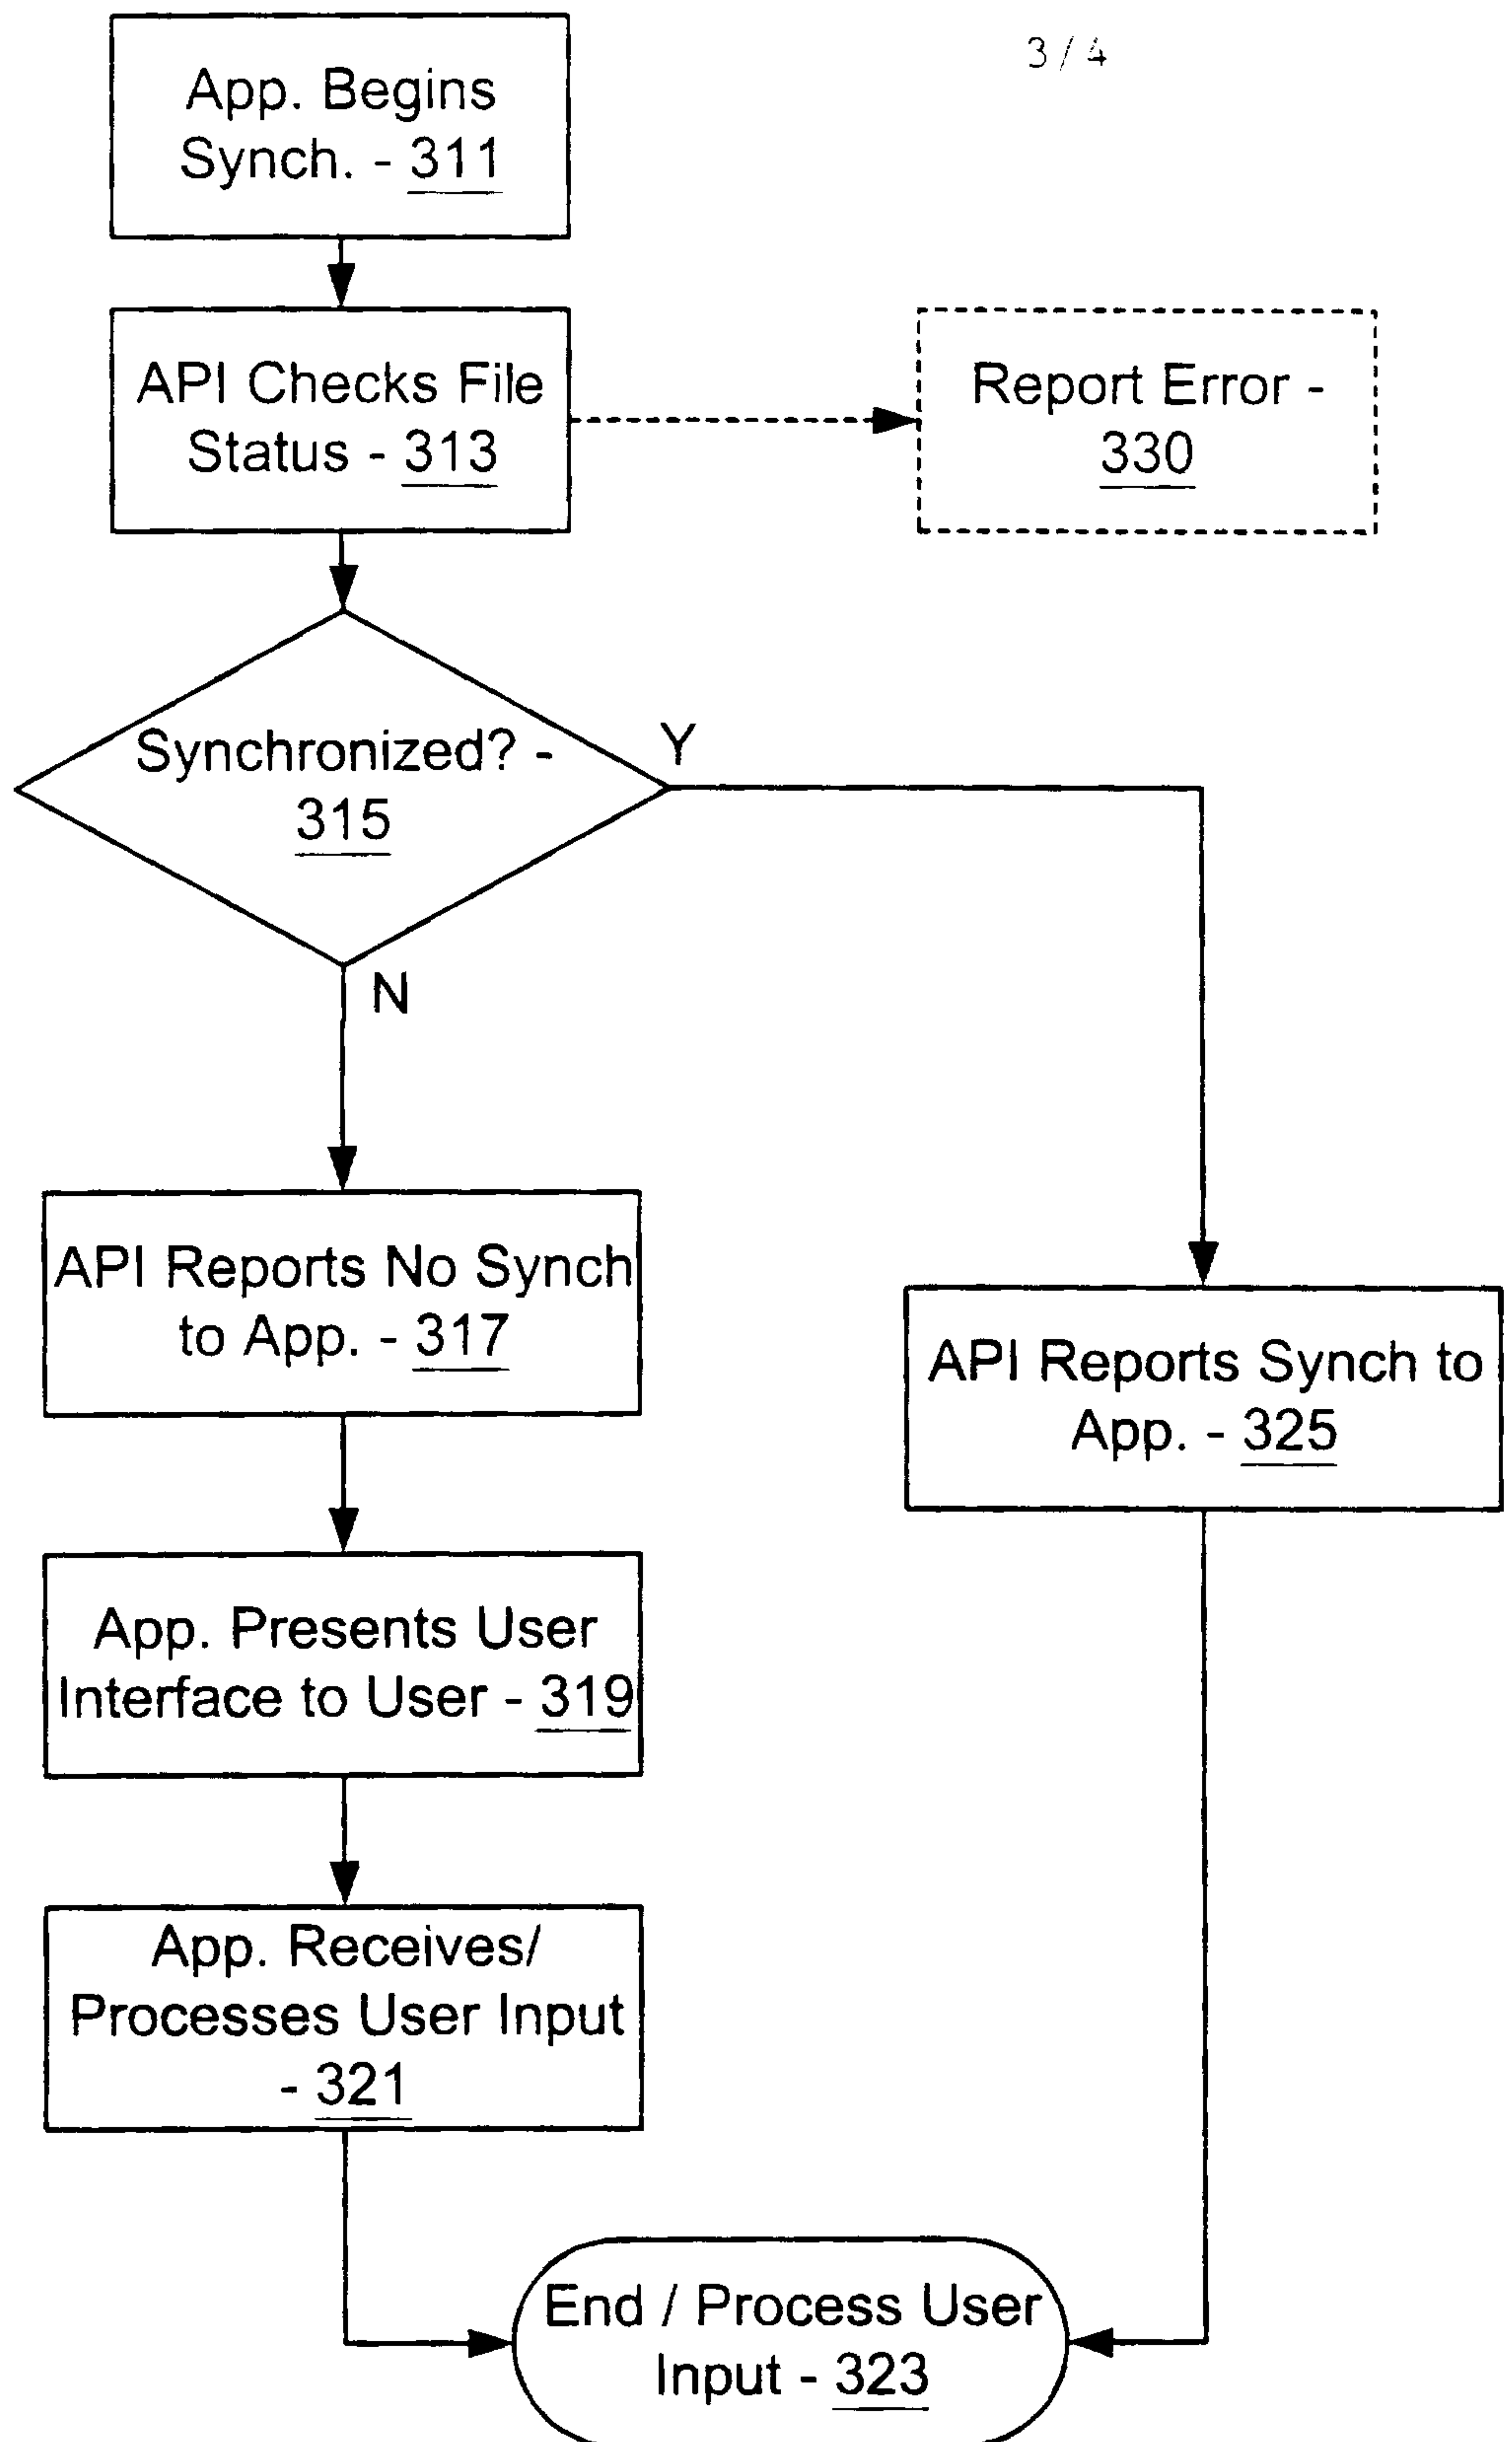 3/4
App. Begins
Synch. - 311
API Checks File
Status - 313
Report Error -
330
Synchronized? -
315
Y
N
API Reports No Synch
to App. - 317
API Reports Synch to
App. - 325
App. Presents User
Interface to User - 319
App. Receives/
Processes User Input
- 321
End / Process User
Input - 323